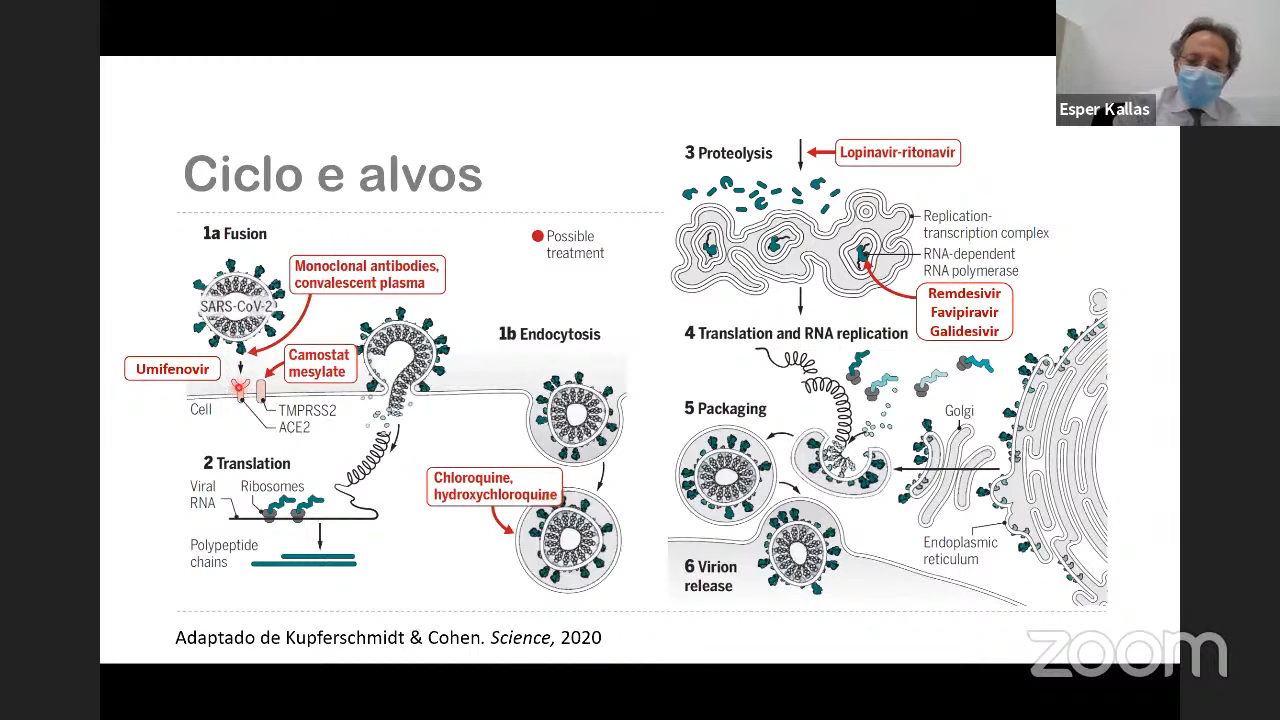 Esper Kallas
Ciclo e alvos
1a Fusion
Possible
treatment
Monoclonal antibodies,
convalescent plasma
SARS-CoV-2
Umifenovir
Camostat
mesylate
Cell
TMPRSS2
ACE2
1b Endocytosis
2 Translation
Viral
RNA
Ribosomes
Polypeptide
chains
Chloroquine,
hydroxychloroquine
3 Proteolysis
Lopinavir-ritonavir
Replication-
transcription complex
RNA-dependent
RNA polymerase
Remdesivir
Favipiravir
Galidesivir
4 Translation and RNA replication
5 Packaging
Golgi
Endoplasmic
reticulum
6 Virion
release
Adaptado de Kupferschmidt & Cohen. Science, 2020
zoom